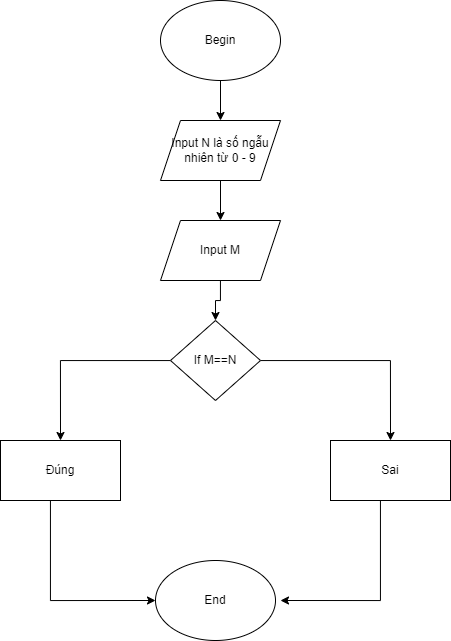 Begin
Input N là số ngẫu
nhiên từ 0 - 9
Input M
If M==N
Đúng
Sai
End